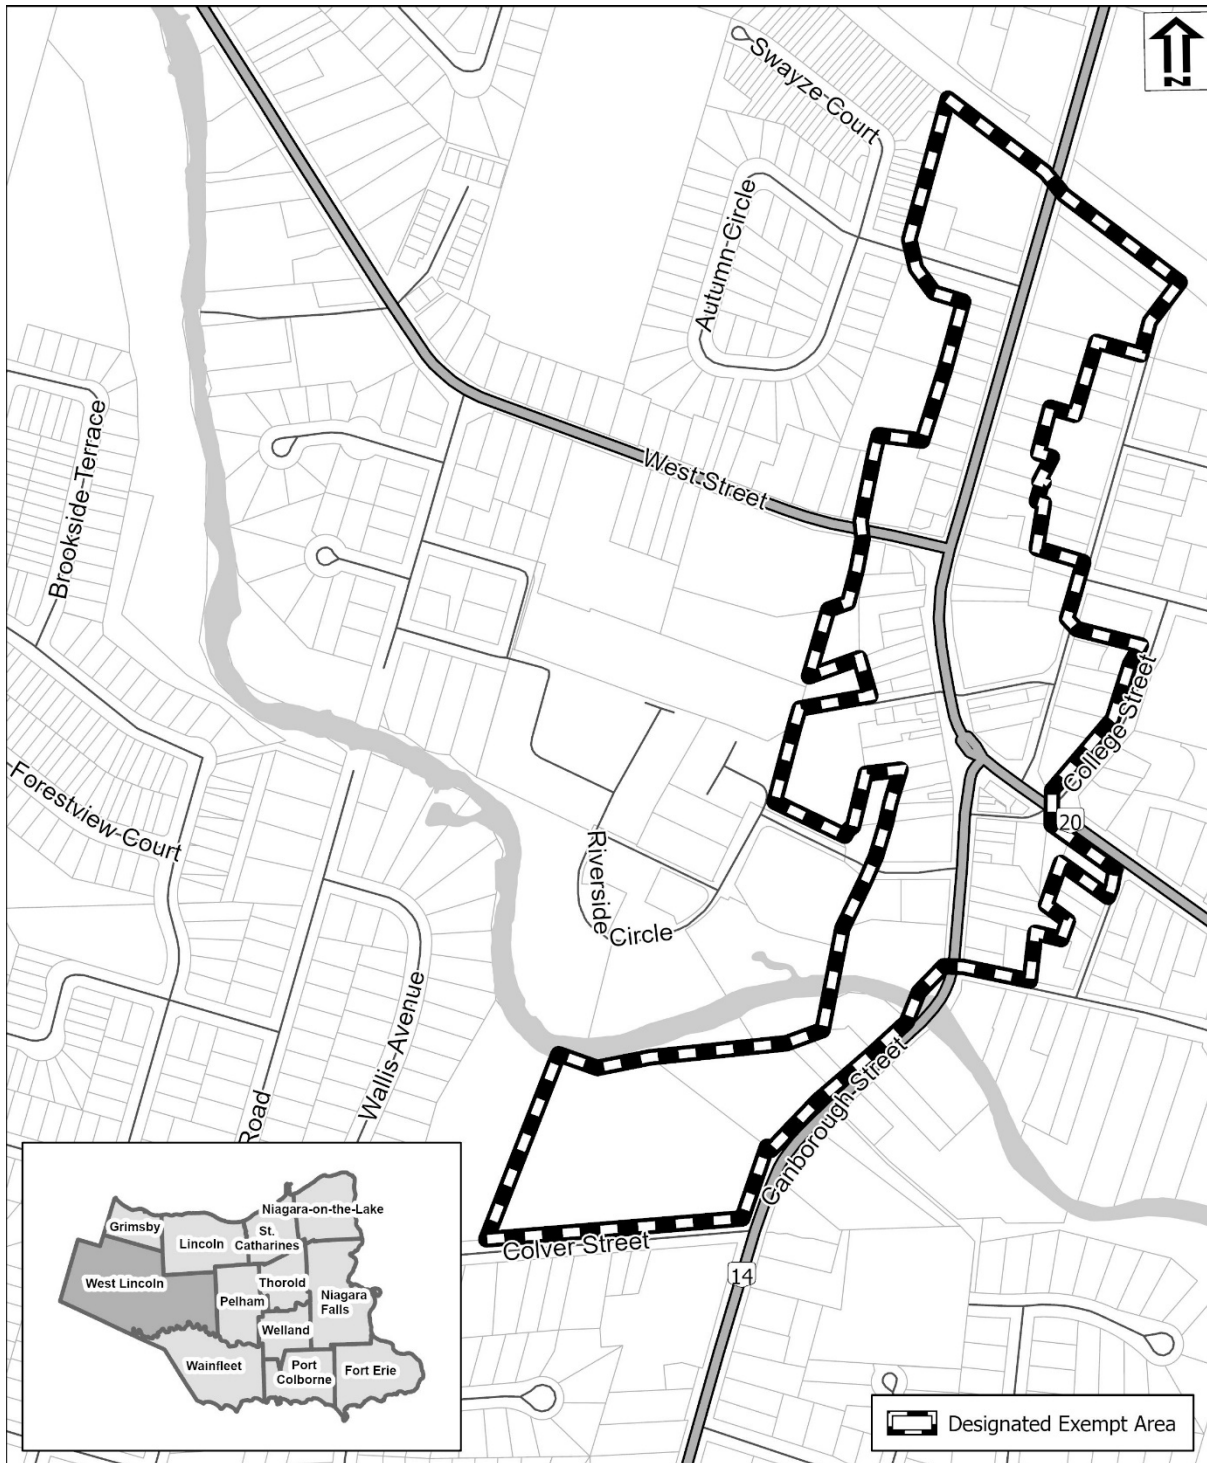 N
Swayze Court
Autumn Circle
West Street
Brookside Terrace
College Street
20
Forestview Court
Riverside
Circle
Wallis Avenue
Canborough Street
Road
Colver Street
14
Niagara-on-the-Lake
Grimsby
St.
Catharines
Lincoln
West Lincoln
Thorold
Pelham
Niagara
Falls
Welland
Wainfleet
Port
Colborne
Fort Erie
Designated Exempt Area